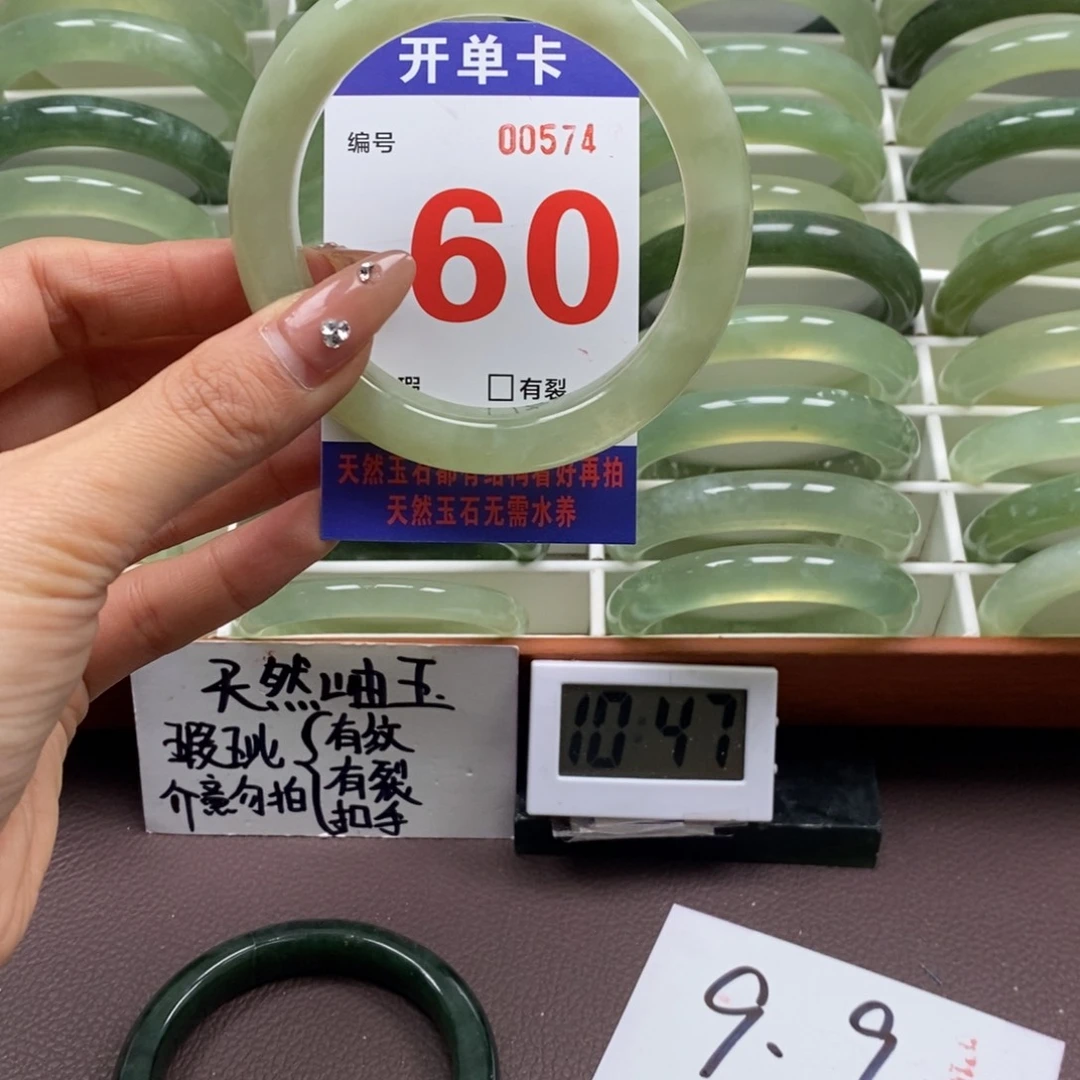 开单卡
编号 00574
60
瑕 □有裂
天然玉石都有结构看好再拍
天然玉石无需水养
天然岫玉
瑕玼 { 有纹
有裂
介意勿拍 扣手
10:47
9.9